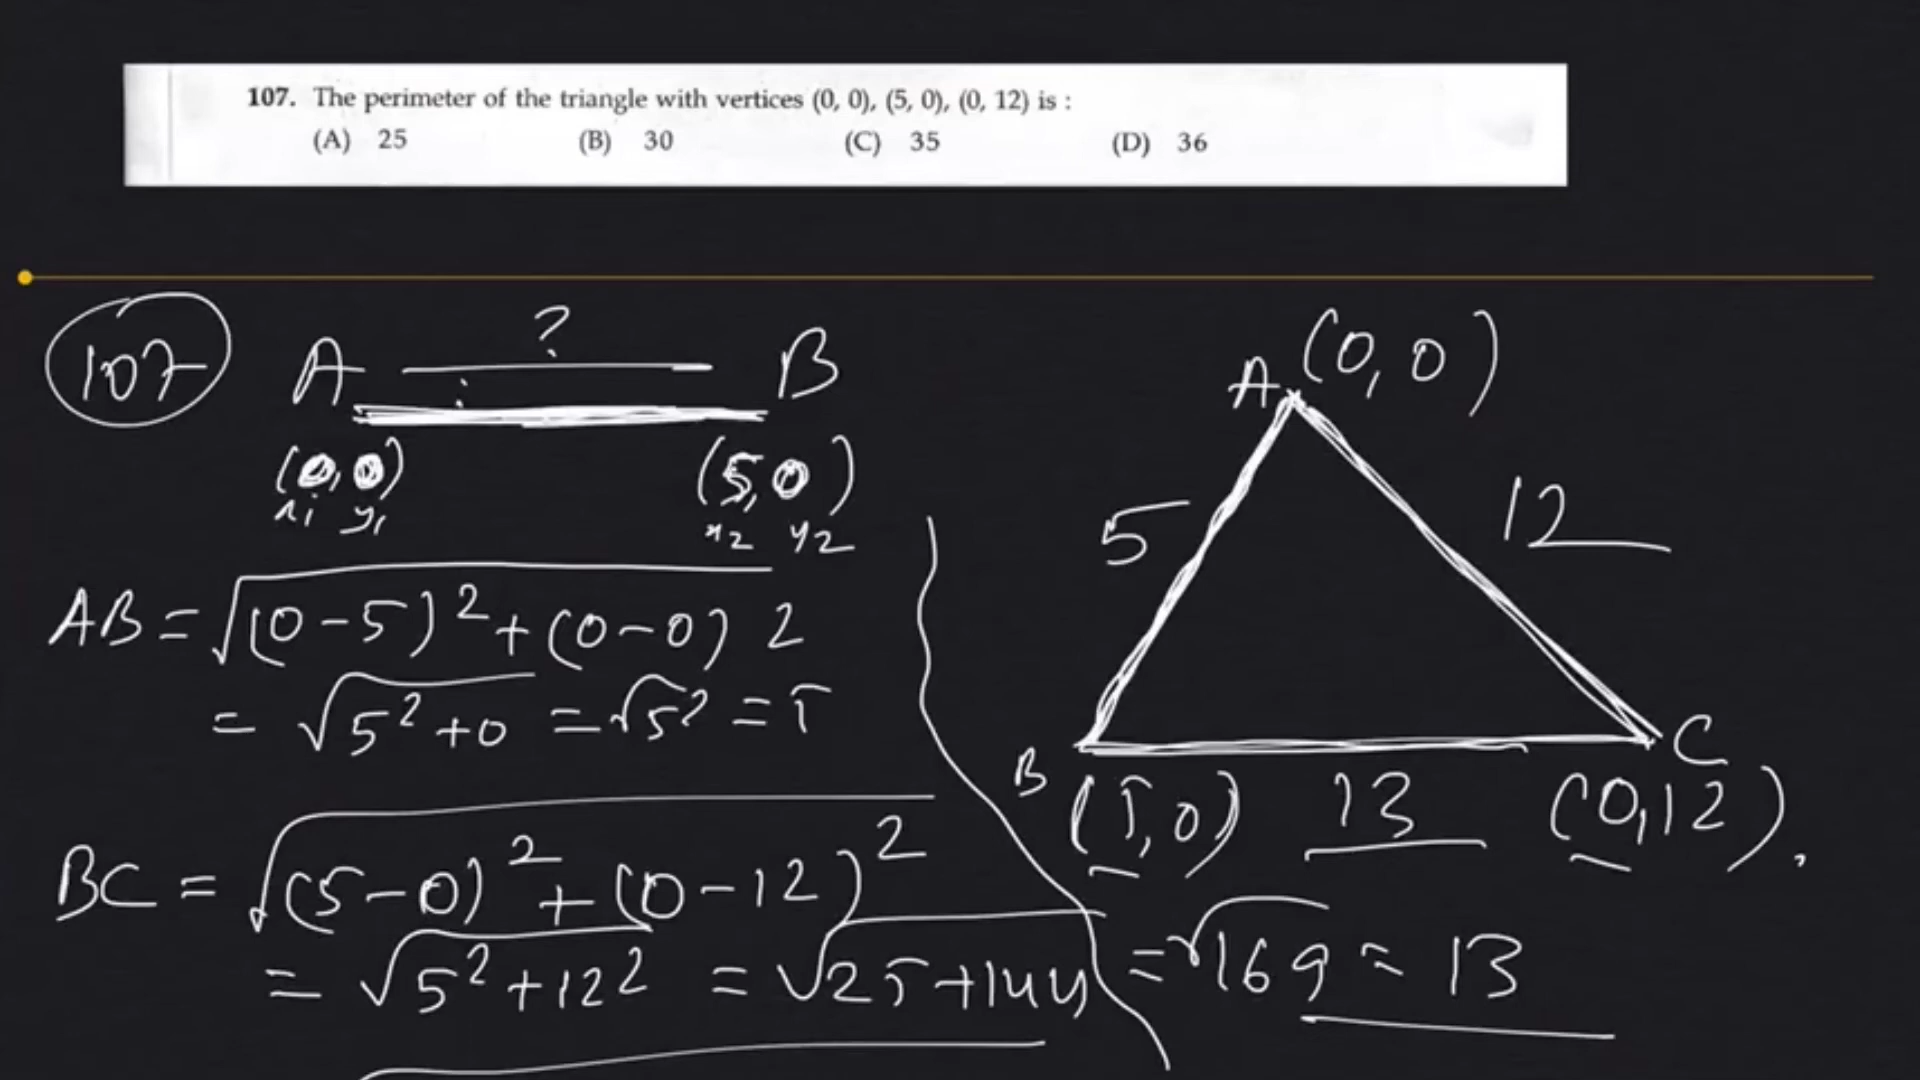 107. The perimeter of the triangle with vertices (0, 0), (5, 0), (0, 12) is :
(A) 25 (B) 30 (C) 35 (D) 36
107
A ? B
(0,0) (5,0)
x1 y1 x2 y2
AB = √(0-5)²+(0-0)2
= √5²+0 = √5² = 5
BC = √(5-0)²+(0-12)²
= √5²+12² = √25+144 = √169 = 13
A (0,0)
5 12
B C
(5,0) 13 (0,12).